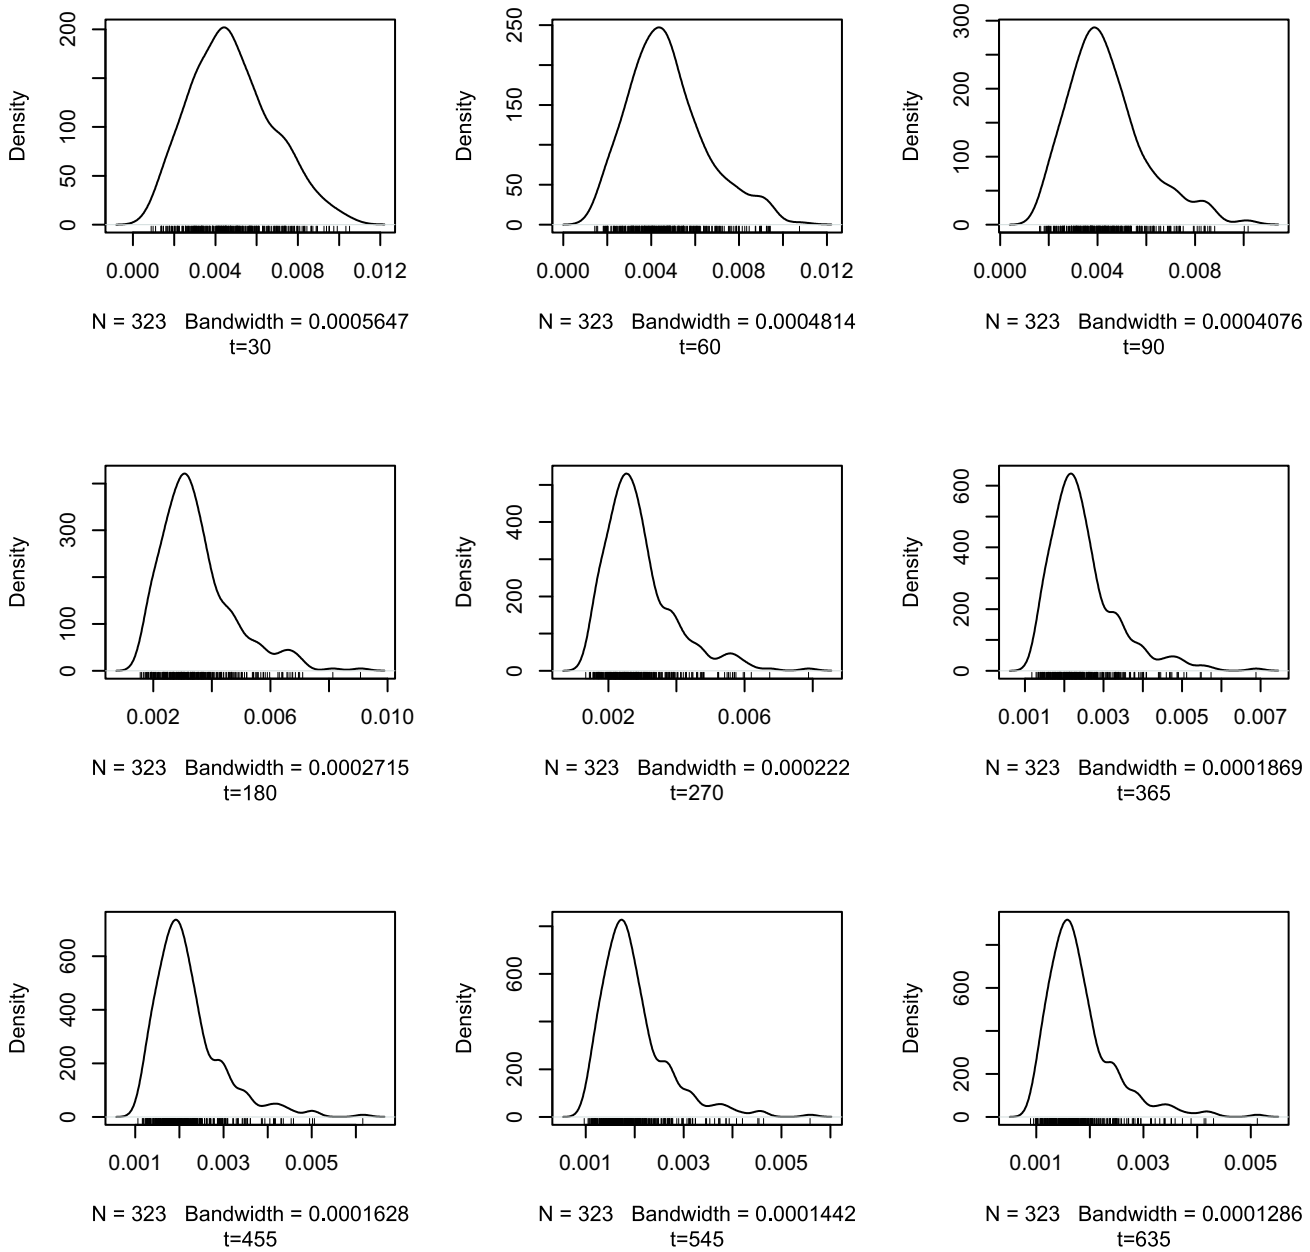 Density
200
100
50
0
0.000 0.004 0.008 0.012
N = 323 Bandwidth = 0.0005647
t=30
Density
250
150
50
0
0.000 0.004 0.008 0.012
N = 323 Bandwidth = 0.0004814
t=60
Density
300
200
100
0
0.000 0.004 0.008
N = 323 Bandwidth = 0.0004076
t=90
Density
300
100
0
0.002 0.006 0.010
N = 323 Bandwidth = 0.0002715
t=180
Density
400
200
0
0.002 0.006
N = 323 Bandwidth = 0.000222
t=270
Density
600
400
200
0
0.001 0.003 0.005 0.007
N = 323 Bandwidth = 0.0001869
t=365
Density
600
400
200
0
0.001 0.003 0.005
N = 323 Bandwidth = 0.0001628
t=455
Density
600
200
0
0.001 0.003 0.005
N = 323 Bandwidth = 0.0001442
t=545
Density
600
200
0
0.001 0.003 0.005
N = 323 Bandwidth = 0.0001286
t=635